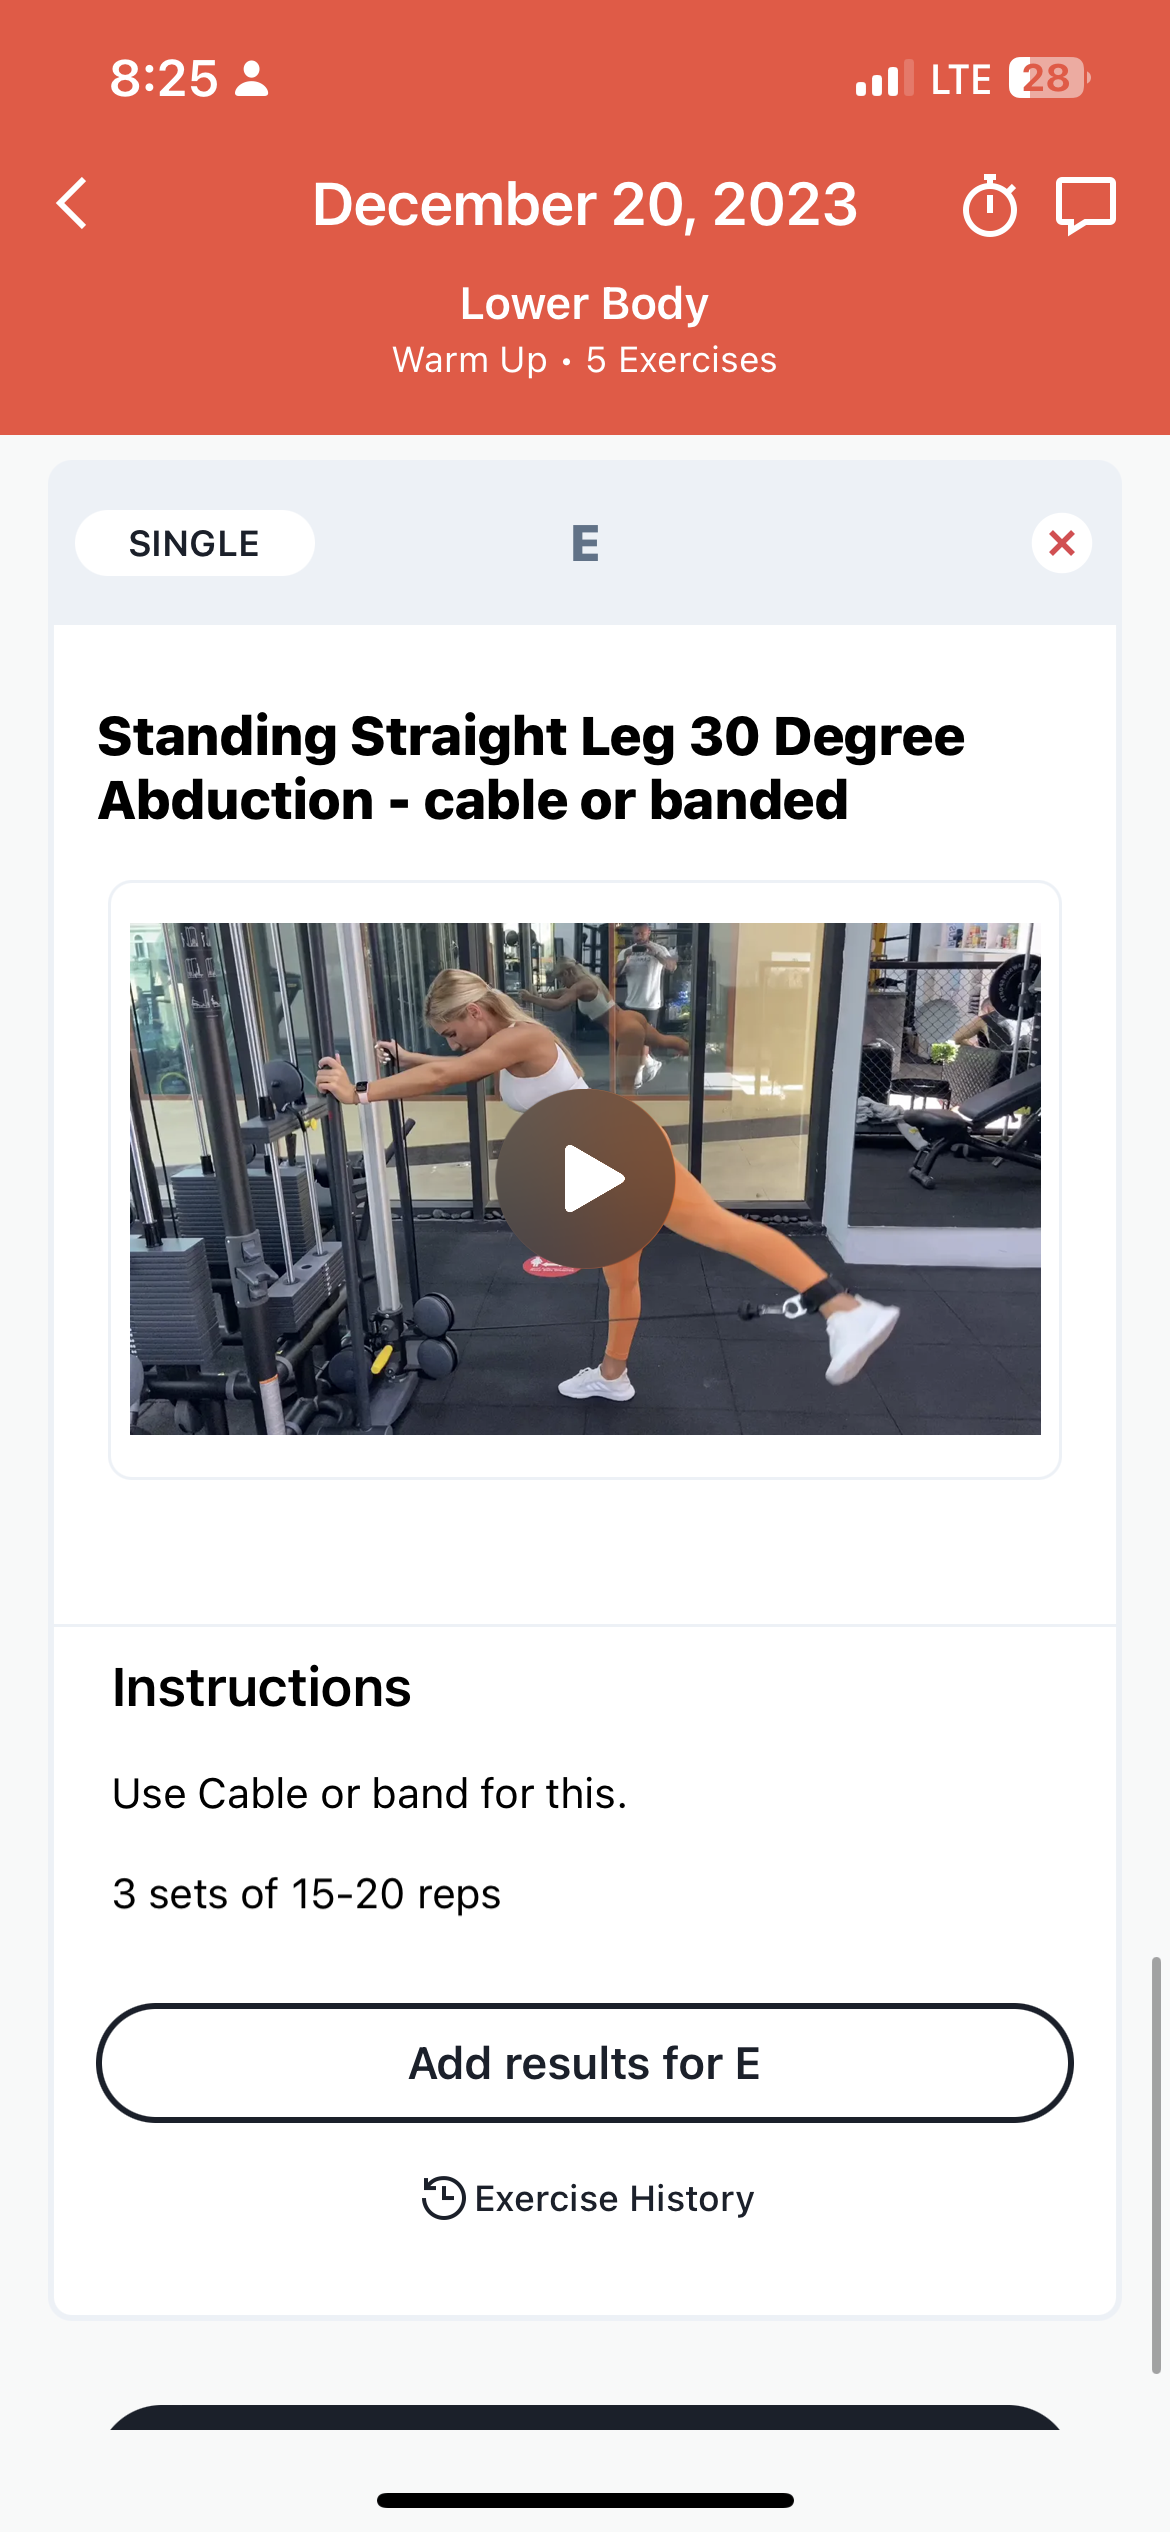 8:25
LTE
28
December 20, 2023
Lower Body
Warm Up • 5 Exercises
SINGLE
E
Standing Straight Leg 30 Degree
Abduction - cable or banded
Instructions
Use Cable or band for this.
3 sets of 15-20 reps
Add results for E
Exercise History